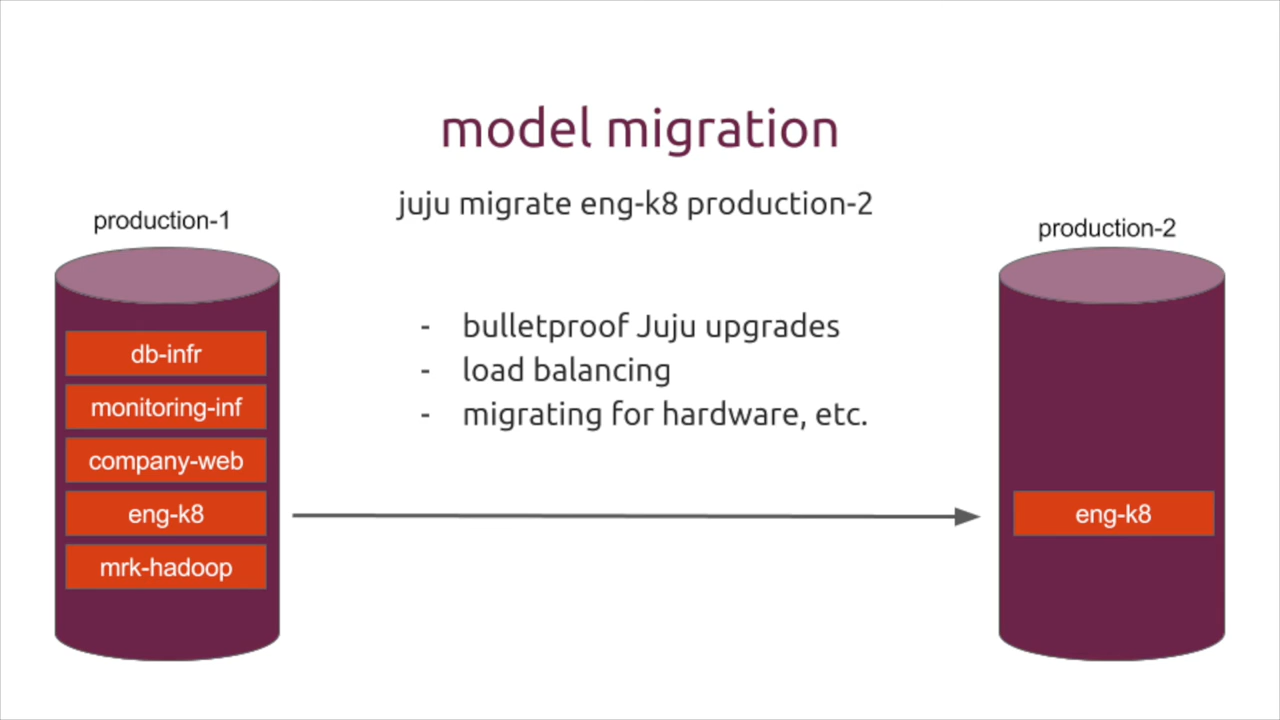 model migration
juju migrate eng-k8 production-2
production-1
db-infr
monitoring-inf
company-web
eng-k8
mrk-hadoop
- bulletproof Juju upgrades
- load balancing
- migrating for hardware, etc.
production-2
eng-k8